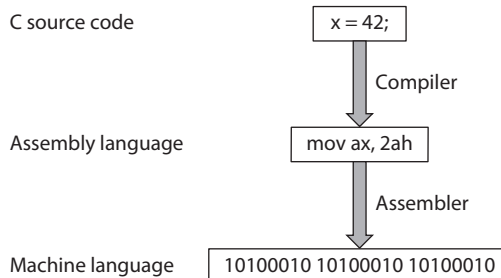 C source code
x = 42;
Compiler
Assembly language
mov ax, 2ah
Assembler
Machine language
10100010 10100010 10100010